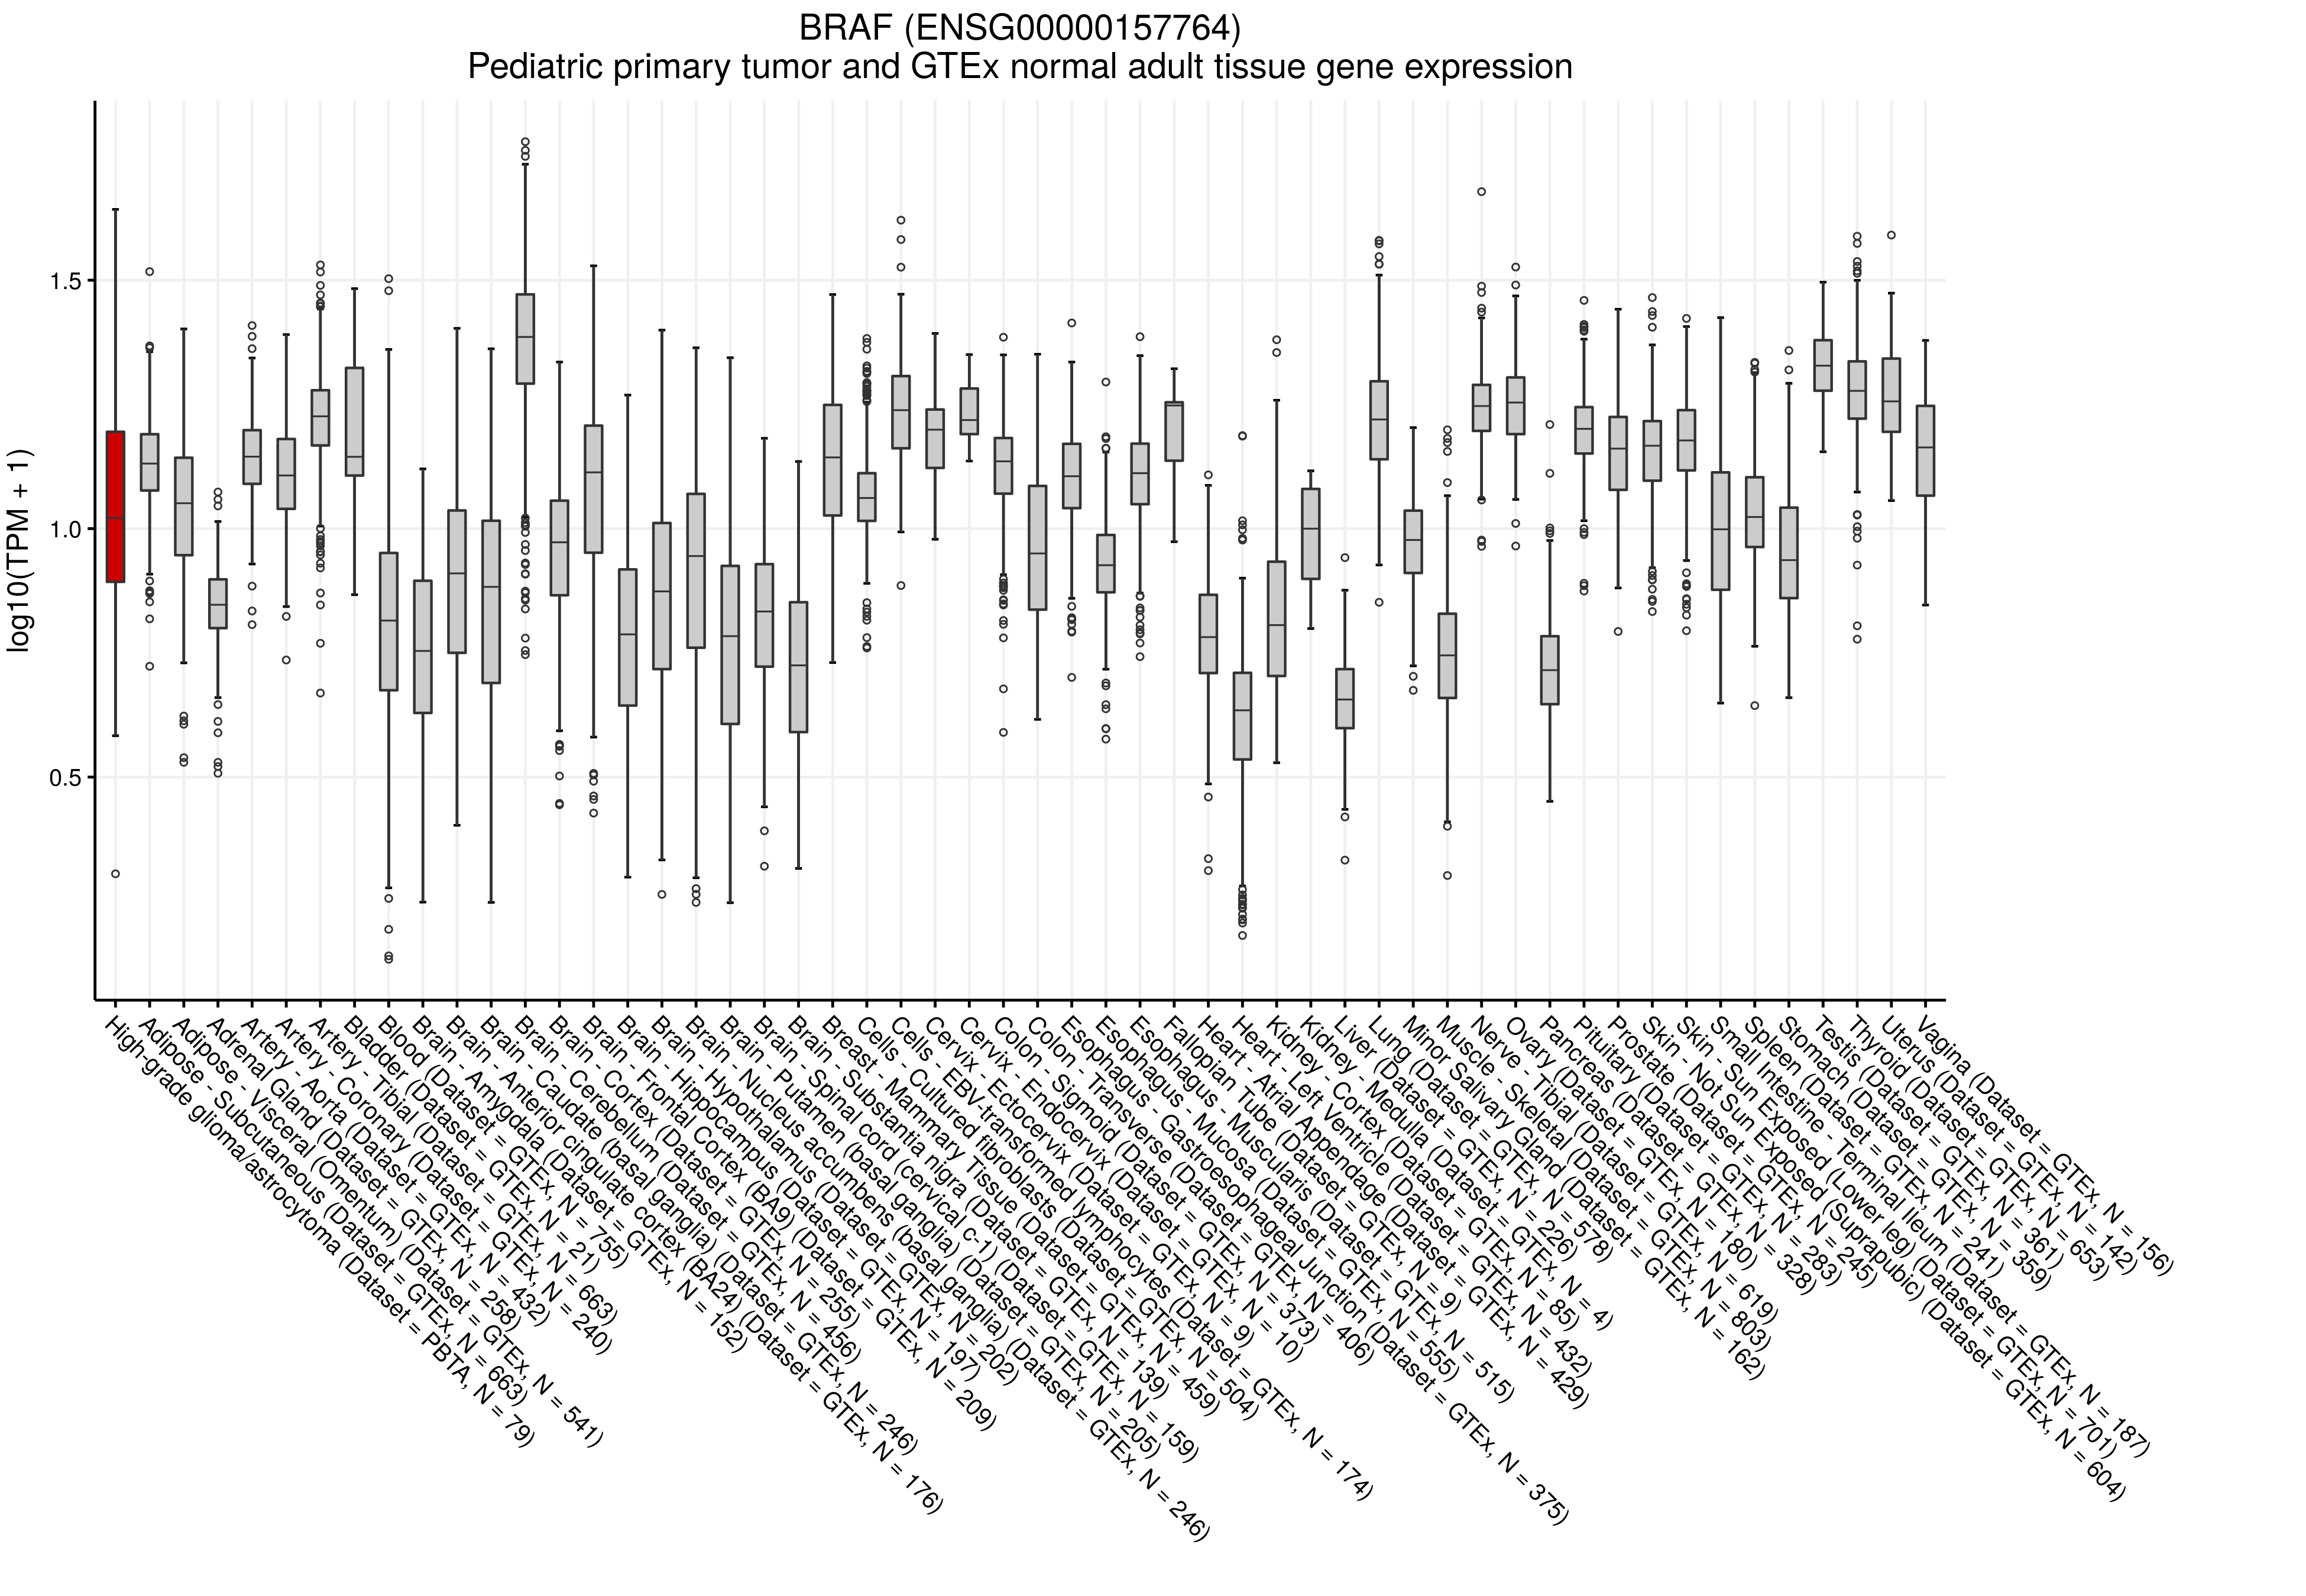 BRAF (ENSG00000157764)
Pediatric primary tumor and GTEx normal adult tissue gene expression
log10(TPM + 1)
1.5
1.0
0.5
High-grade glioma/astrocytoma (Dataset = PBTA, N = 79)
Adipose - Subcutaneous (Dataset = GTEx, N = 663)
Adipose - Visceral (Omentum) (Dataset = GTEx, N = 541)
Adrenal Gland (Dataset = GTEx, N = 258)
Artery - Aorta (Dataset = GTEx, N = 432)
Artery - Coronary (Dataset = GTEx, N = 240)
Artery - Tibial (Dataset = GTEx, N = 663)
Bladder (Dataset = GTEx, N = 21)
Blood (Dataset = GTEx, N = 755)
Brain - Amygdala (Dataset = GTEx, N = 152)
Brain - Anterior cingulate cortex (BA24) (Dataset = GTEx, N = 176)
Brain - Caudate (basal ganglia) (Dataset = GTEx, N = 246)
Brain - Cerebellum (Dataset = GTEx, N = 456)
Brain - Cortex (Dataset = GTEx, N = 255)
Brain - Frontal Cortex (BA9) (Dataset = GTEx, N = 209)
Brain - Hippocampus (Dataset = GTEx, N = 197)
Brain - Hypothalamus (Dataset = GTEx, N = 202)
Brain - Nucleus accumbens (basal ganglia) (Dataset = GTEx, N = 246)
Brain - Putamen (basal ganglia) (Dataset = GTEx, N = 205)
Brain - Spinal cord (cervical c-1) (Dataset = GTEx, N = 159)
Brain - Substantia nigra (Dataset = GTEx, N = 139)
Breast - Mammary Tissue (Dataset = GTEx, N = 459)
Cells - Cultured fibroblasts (Dataset = GTEx, N = 504)
Cells - EBV-transformed lymphocytes (Dataset = GTEx, N = 174)
Cervix - Ectocervix (Dataset = GTEx, N = 9)
Cervix - Endocervix (Dataset = GTEx, N = 10)
Colon - Sigmoid (Dataset = GTEx, N = 373)
Colon - Transverse (Dataset = GTEx, N = 406)
Esophagus - Gastroesophageal Junction (Dataset = GTEx, N = 375)
Esophagus - Mucosa (Dataset = GTEx, N = 555)
Esophagus - Muscularis (Dataset = GTEx, N = 515)
Fallopian Tube (Dataset = GTEx, N = 9)
Heart - Atrial Appendage (Dataset = GTEx, N = 429)
Heart - Left Ventricle (Dataset = GTEx, N = 432)
Kidney - Cortex (Dataset = GTEx, N = 85)
Kidney - Medulla (Dataset = GTEx, N = 4)
Liver (Dataset = GTEx, N = 226)
Lung (Dataset = GTEx, N = 578)
Minor Salivary Gland (Dataset = GTEx, N = 162)
Muscle - Skeletal (Dataset = GTEx, N = 803)
Nerve - Tibial (Dataset = GTEx, N = 619)
Ovary (Dataset = GTEx, N = 180)
Pancreas (Dataset = GTEx, N = 328)
Pituitary (Dataset = GTEx, N = 283)
Prostate (Dataset = GTEx, N = 245)
Skin - Not Sun Exposed (Suprapubic) (Dataset = GTEx, N = 604)
Skin - Sun Exposed (Lower leg) (Dataset = GTEx, N = 701)
Small Intestine - Terminal Ileum (Dataset = GTEx, N = 187)
Spleen (Dataset = GTEx, N = 241)
Stomach (Dataset = GTEx, N = 359)
Testis (Dataset = GTEx, N = 361)
Thyroid (Dataset = GTEx, N = 653)
Uterus (Dataset = GTEx, N = 142)
Vagina (Dataset = GTEx, N = 156)